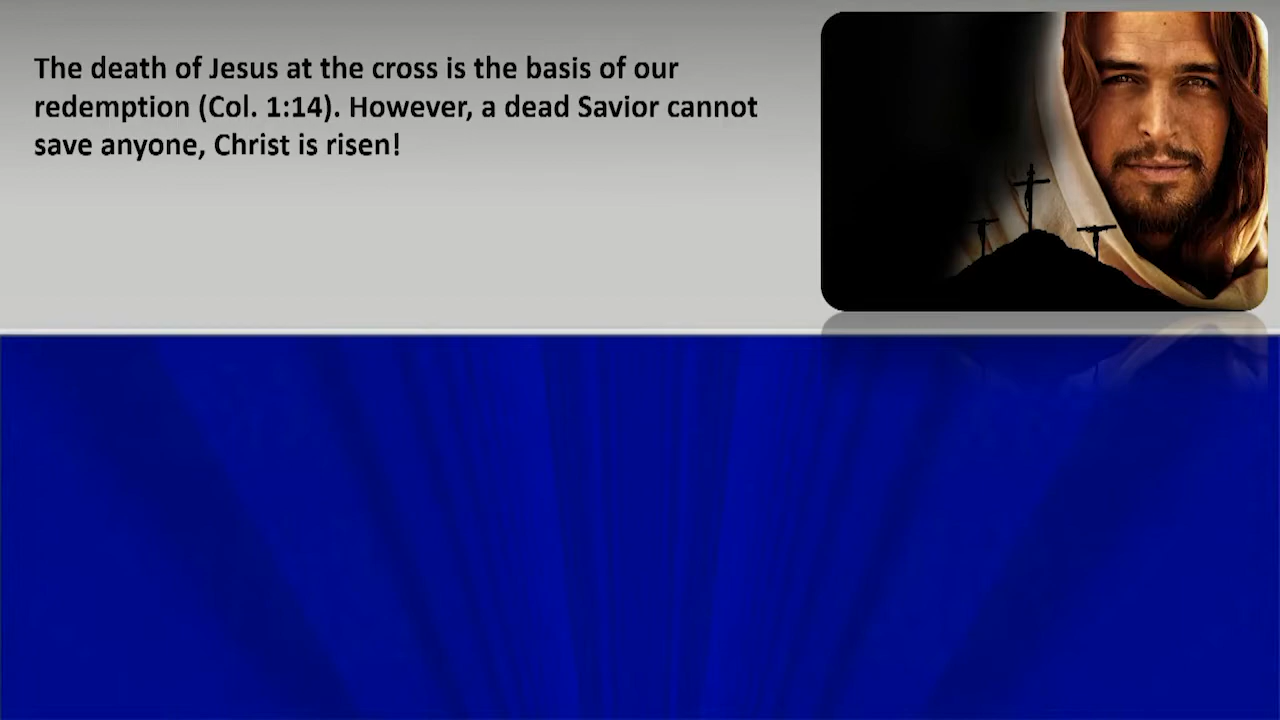 The death of Jesus at the cross is the basis of our
redemption (Col. 1:14). However, a dead Savior cannot
save anyone, Christ is risen!